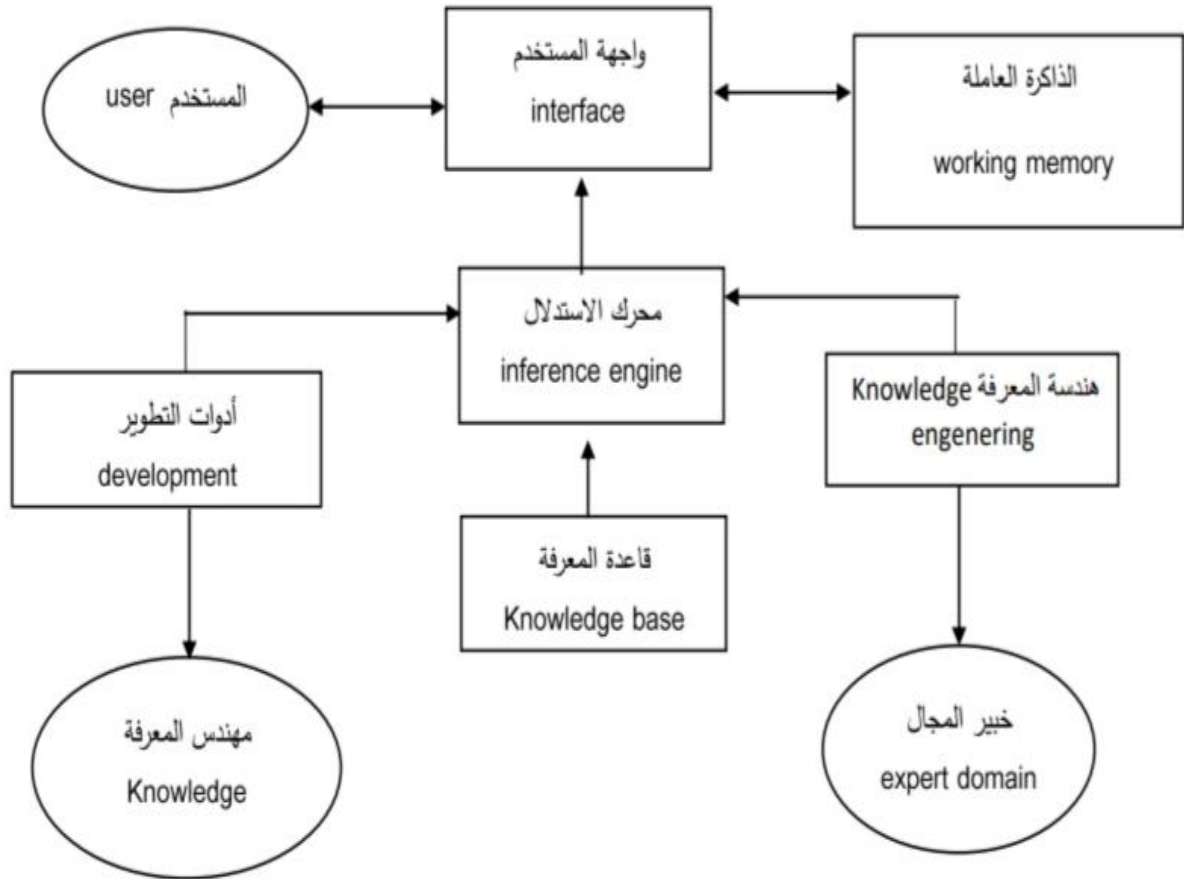 المستخدم user
واجهة المستخدم
interface
الذاكرة العاملة
working memory
محرك الاستدلال
inference engine
أدوات التطوير
development
هندسة المعرفة Knowledge
engenering
قاعدة المعرفة
Knowledge base
مهندس المعرفة
Knowledge
خبير المجال
expert domain